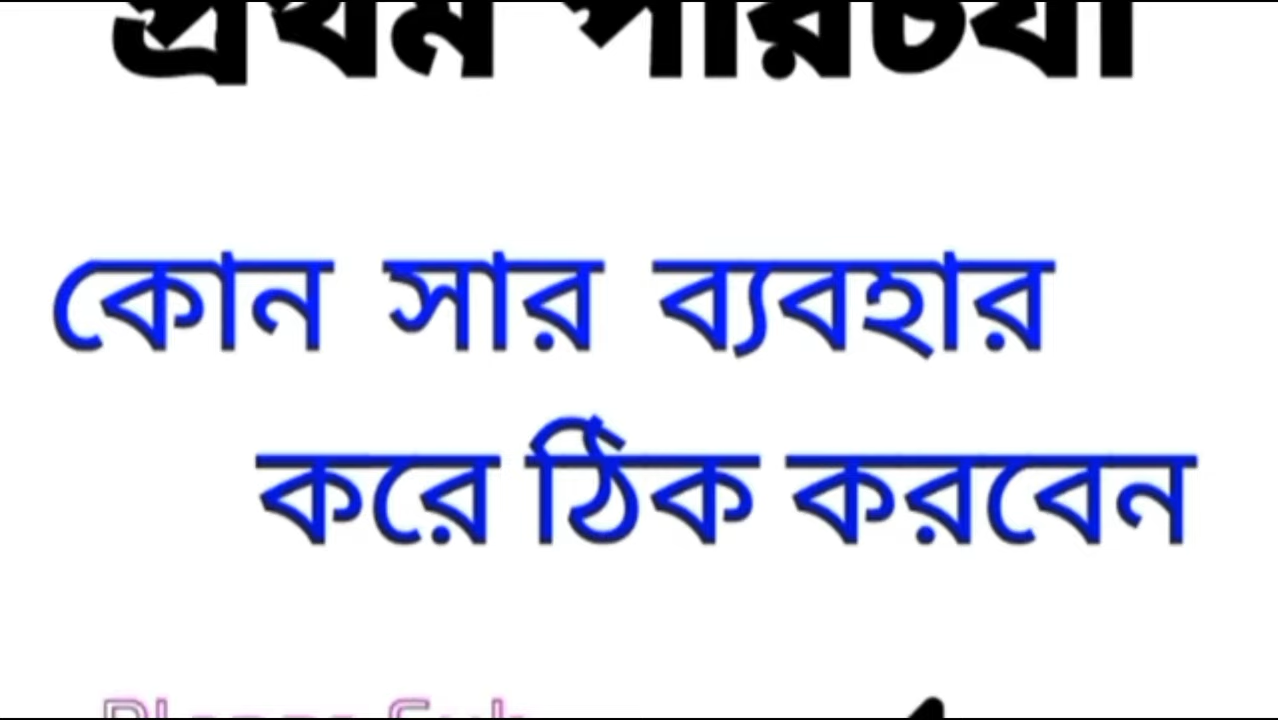 প্রথম পরিচর্যা
কোন সার ব্যবহার
করে ঠিক করবেন